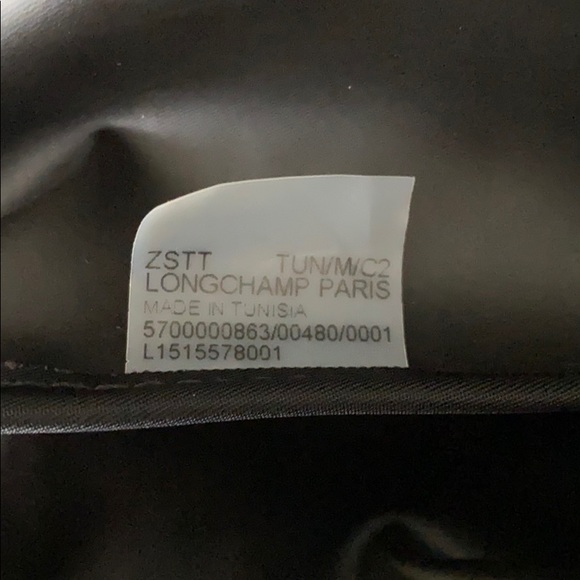 ZSTT TUN/M/C2
LONGCHAMP PARIS
MADE IN TUNISIA
5700000863/00480/0001
L1515578001